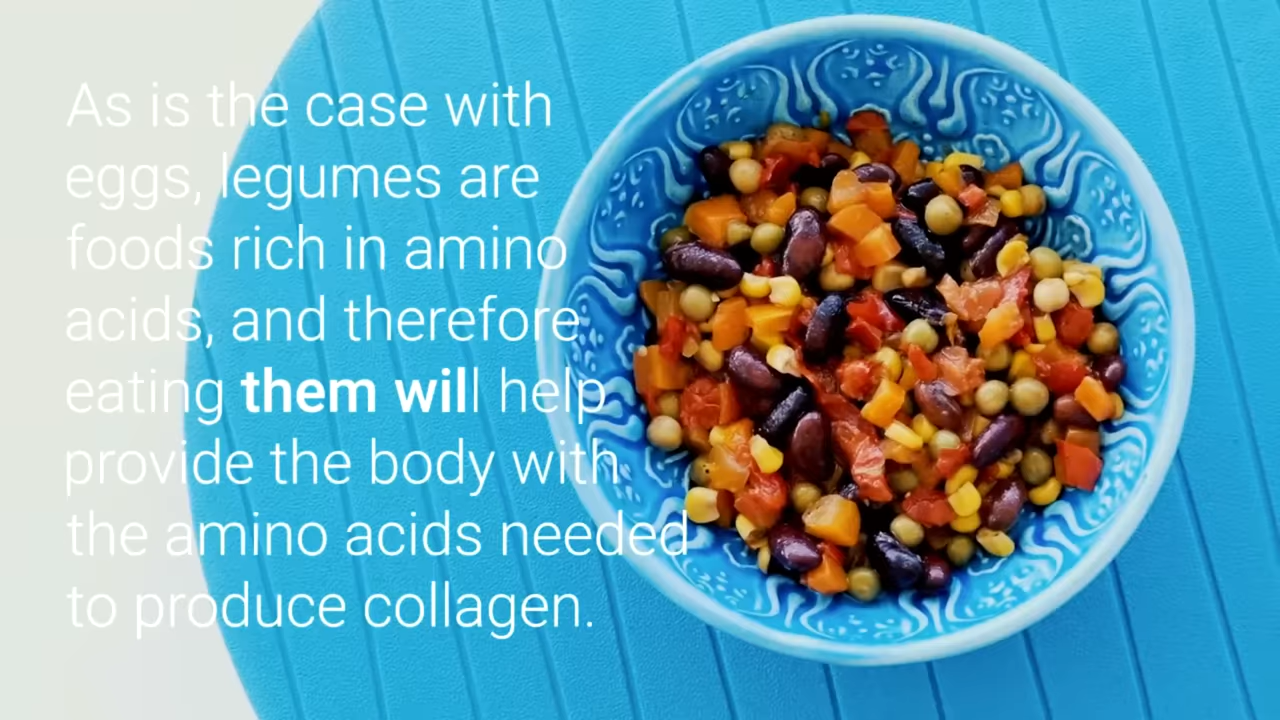 As is the case with
eggs, legumes are
foods rich in amino
acids, and therefore
eating them will help
provide the body with
the amino acids needed
to produce collagen.